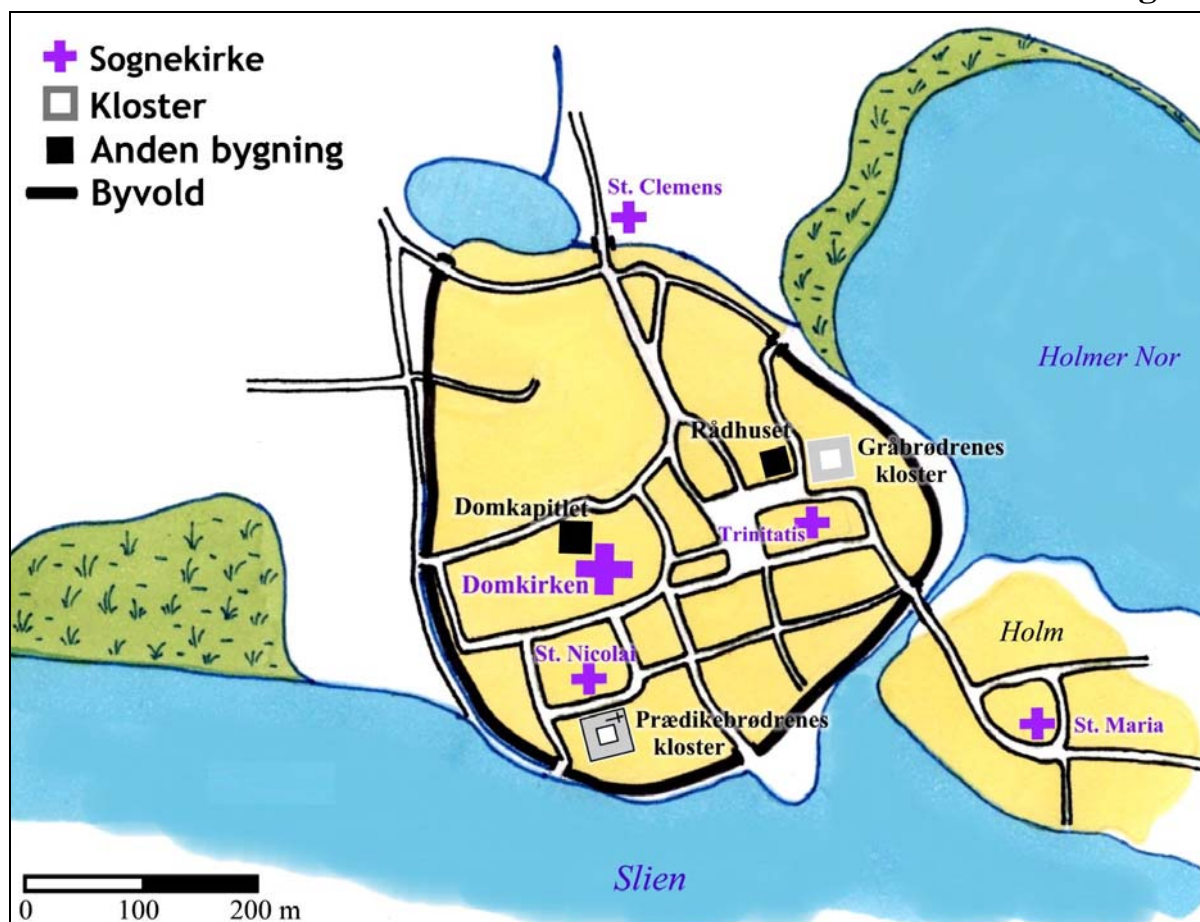 Sognekirke
Kloster
Anden bygning
Byvold
St. Clemens
Holmer Nor
Rådhuset
Gråbrødrenes
kloster
Domkapitlet
Trinitatis
Domkirken
Holm
St. Nicolai
Prædikebrødrenes
kloster
St. Maria
Slien
0 100 200 m